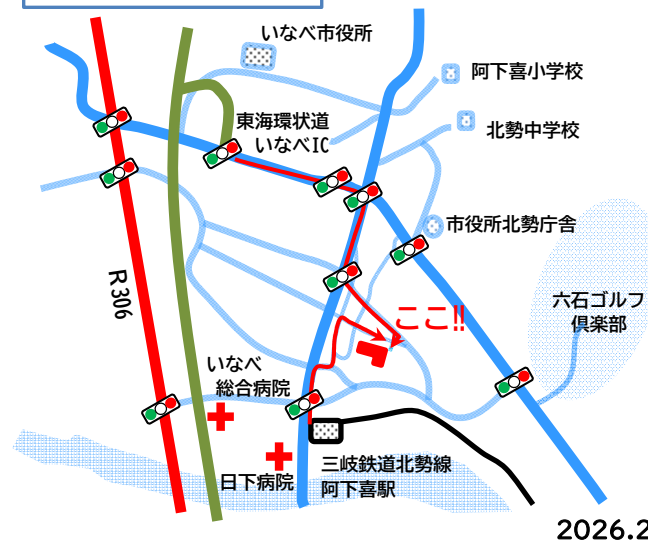 いなべ市役所
阿下喜小学校
東海環状道
いなべIC
北勢中学校
市役所北勢庁舎
R306
ここ!!
六石ゴルフ
倶楽部
いなべ
総合病院
日下病院
三岐鉄道北勢線
阿下喜駅
2026.2